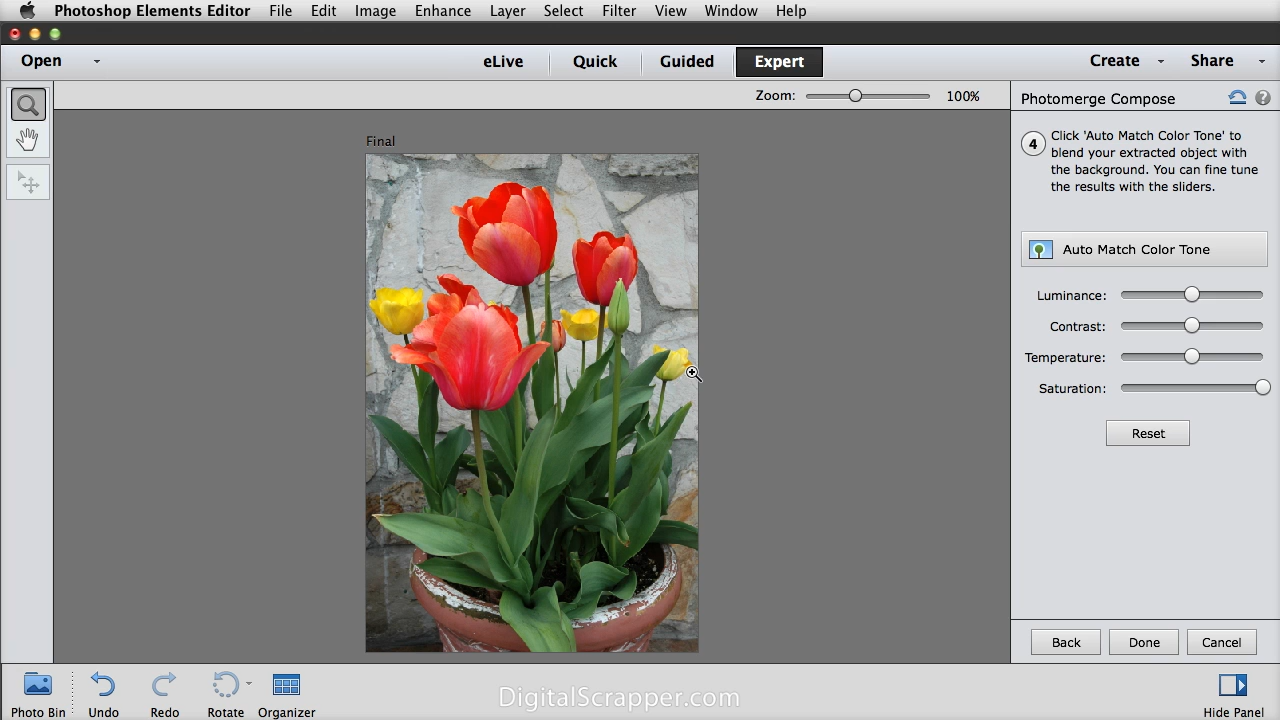 Photoshop Elements Editor File Edit Image Enhance Layer Select Filter View Window Help
Open eLive Quick Guided Expert Create Share
Zoom: 100%
Photomerge Compose ?
Final
4 Click 'Auto Match Color Tone' to
blend your extracted object with
the background. You can fine tune
the results with the sliders.
Auto Match Color Tone
Luminance:
Contrast:
Temperature:
Saturation:
Reset
Back Done Cancel
Photo Bin Undo Redo Rotate Organizer Hide Panel
DigitalScrapper.com